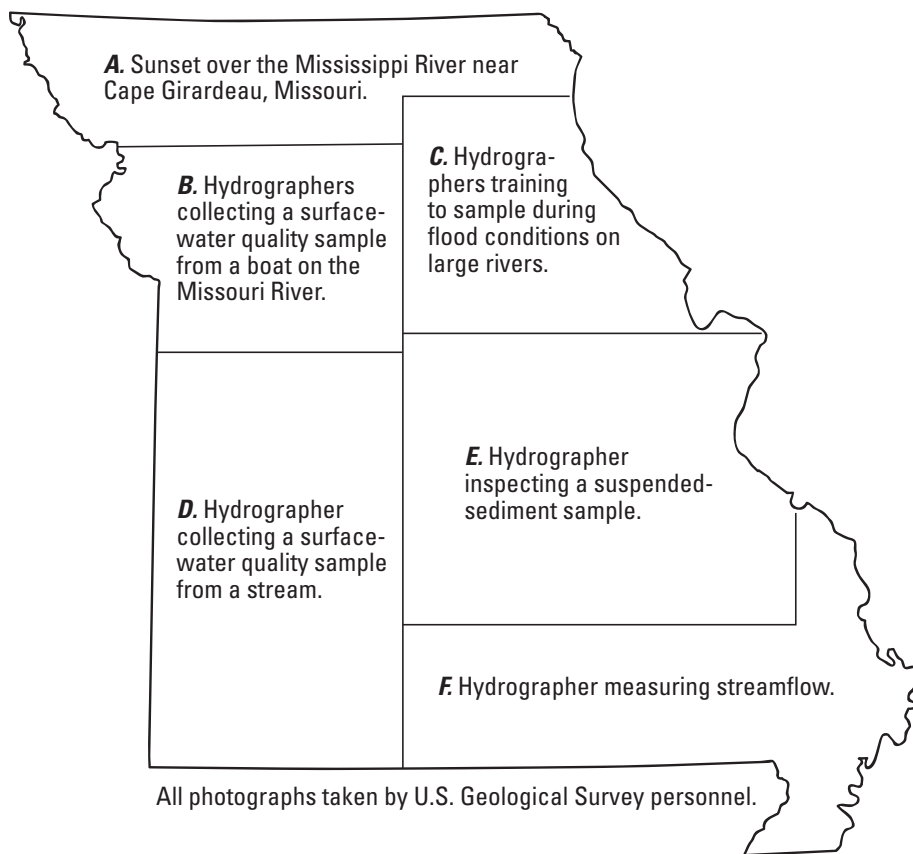 A. Sunset over the Mississippi River near
Cape Girardeau, Missouri.
B. Hydrographers
collecting a surface-
water quality sample
from a boat on the
Missouri River.
C. Hydrogra-
phers training
to sample during
flood conditions on
large rivers.
D. Hydrographer
collecting a surface-
water quality sample
from a stream.
E. Hydrographer
inspecting a suspended-
sediment sample.
F. Hydrographer measuring streamflow.
All photographs taken by U.S. Geological Survey personnel.